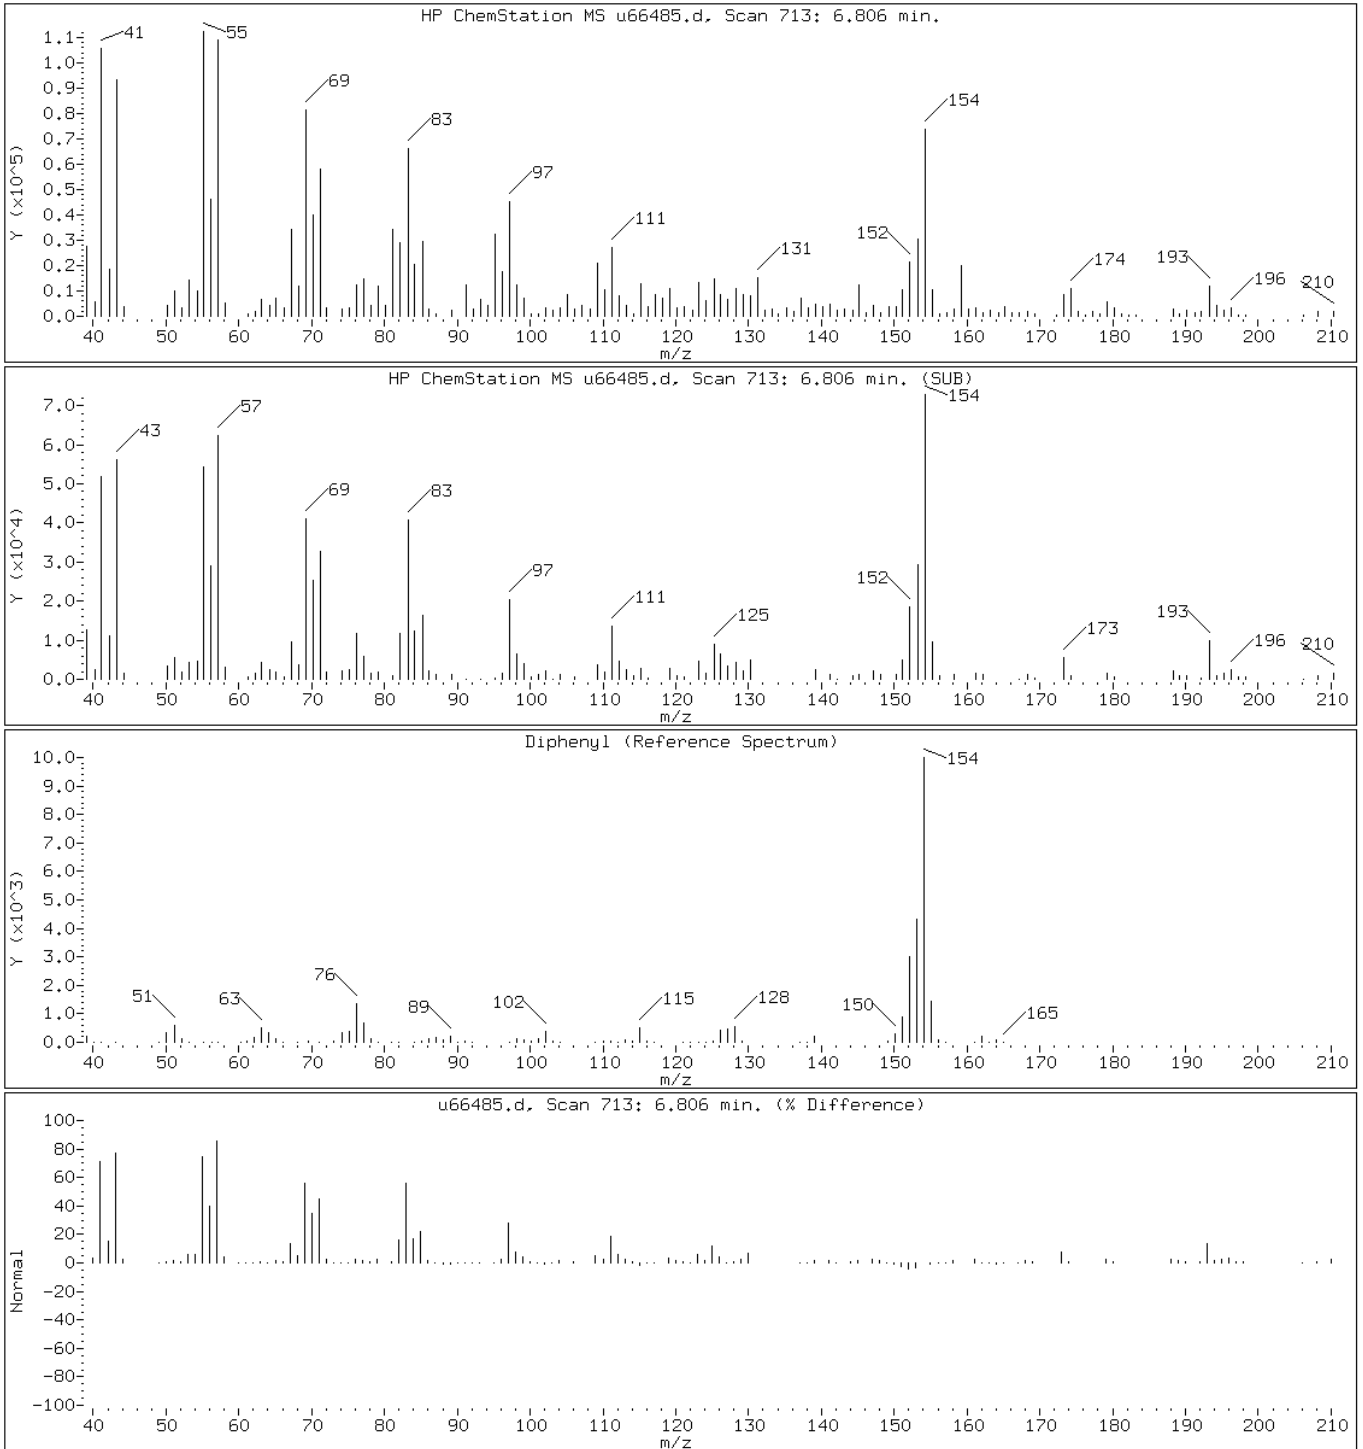 HP ChemStation MS u66485.d, Scan 713: 6.806 min.
1.1
1.0
0.9
0.8
0.7
0.6
0.5
0.4
0.3
0.2
0.1
0.0
Y (x10^5)
41 55 69 83 97 111 131 152 154 174 193 196 210
40 50 60 70 80 90 100 110 120 130 140 150 160 170 180 190 200 210
m/z
HP ChemStation MS u66485.d, Scan 713: 6.806 min. (SUB)
7.0
6.0
5.0
4.0
3.0
2.0
1.0
0.0
Y (x10^4)
43 57 69 83 97 111 125 152 154 173 193 196 210
40 50 60 70 80 90 100 110 120 130 140 150 160 170 180 190 200 210
m/z
Diphenyl (Reference Spectrum)
10.0
9.0
8.0
7.0
6.0
5.0
4.0
3.0
2.0
1.0
0.0
Y (x10^3)
51 63 76 89 102 115 128 150 154 165
40 50 60 70 80 90 100 110 120 130 140 150 160 170 180 190 200 210
m/z
u66485.d, Scan 713: 6.806 min. (% Difference)
100
80
60
40
20
0
-20
-40
-60
-80
-100
Normal
40 50 60 70 80 90 100 110 120 130 140 150 160 170 180 190 200 210
m/z